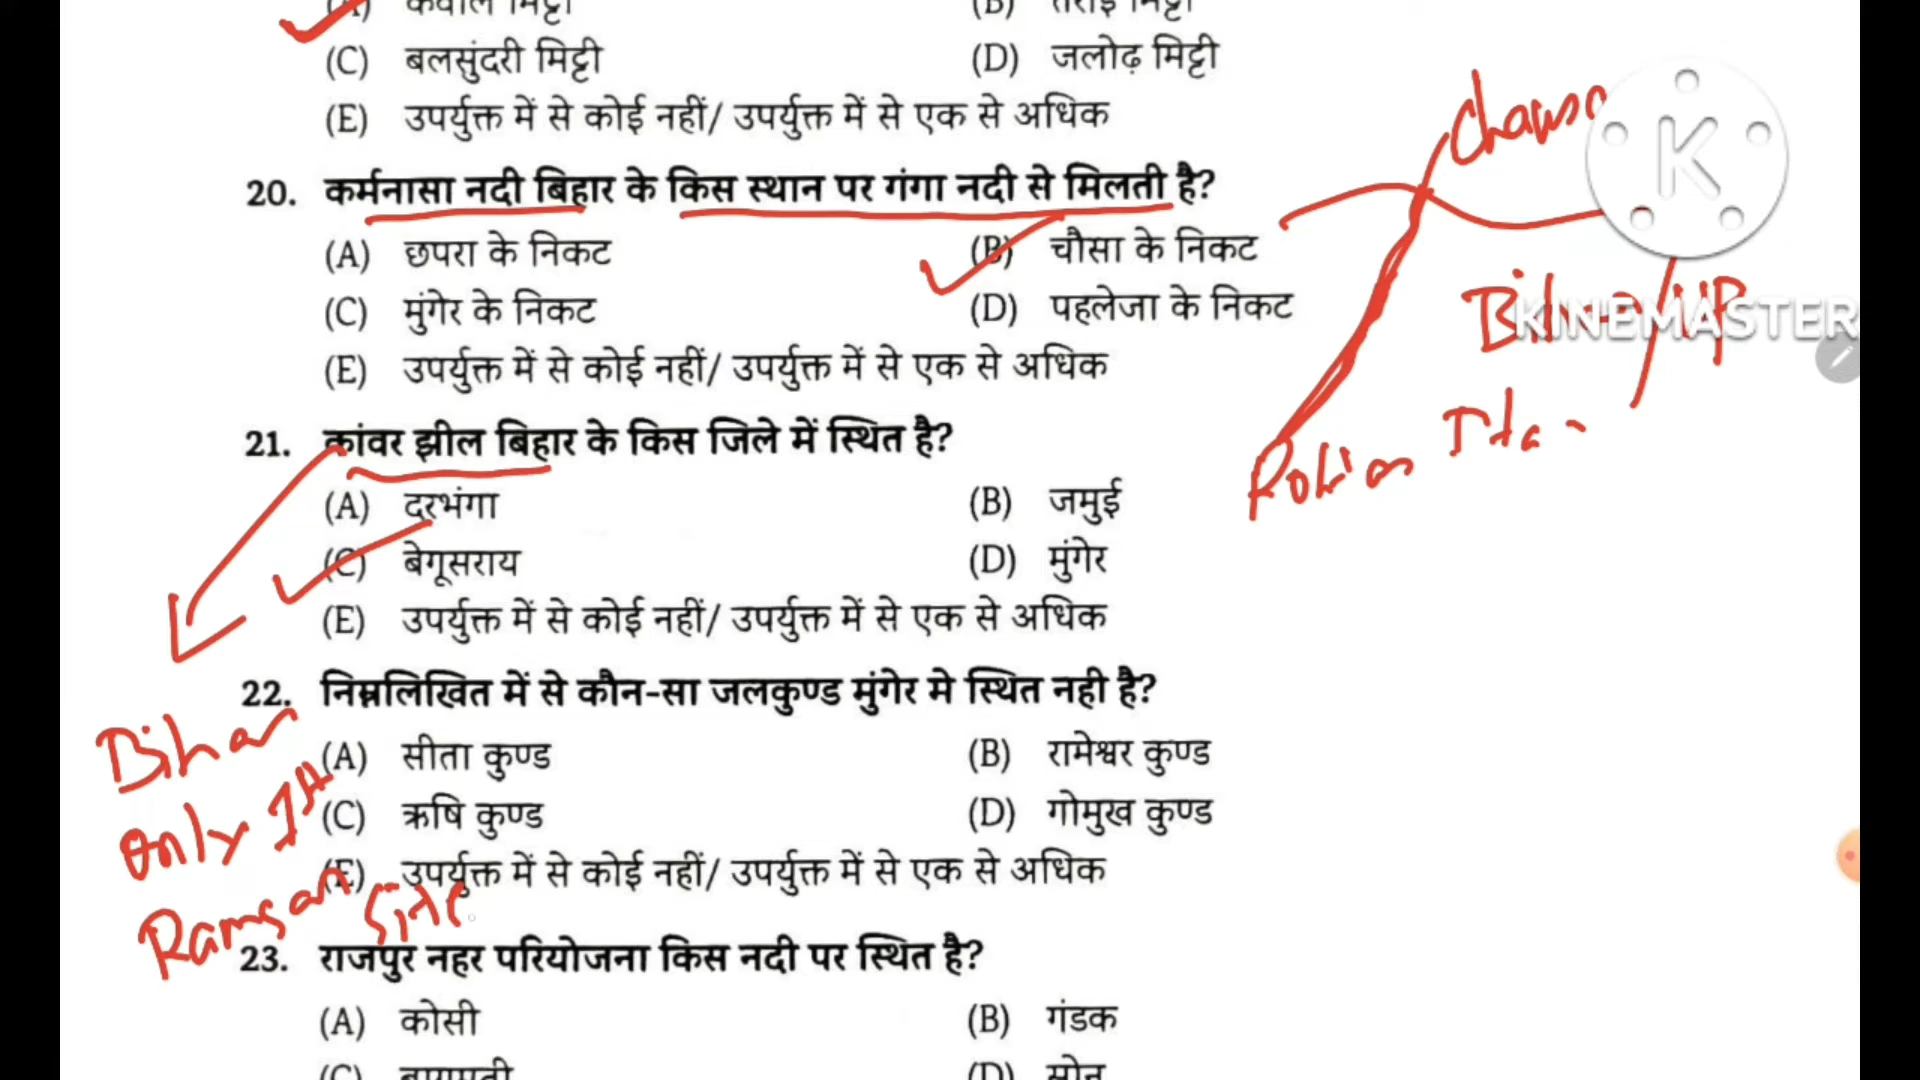 (A) केवाल मिट्टी (B) तराई मिट्टी
(C) बलसुंदरी मिट्टी (D) जलोढ़ मिट्टी
(E) उपर्युक्त में से कोई नहीं/ उपर्युक्त में से एक से अधिक
20. कर्मनासा नदी बिहार के किस स्थान पर गंगा नदी से मिलती है?
(A) छपरा के निकट (B) चौसा के निकट
(C) मुंगेर के निकट (D) पहलेजा के निकट
(E) उपर्युक्त में से कोई नहीं/ उपर्युक्त में से एक से अधिक
K
KINEMASTER
Bihar/UP
21. कांवर झील बिहार के किस जिले में स्थित है?
(A) दरभंगा (B) जमुई
(C) बेगूसराय (D) मुंगेर
(E) उपर्युक्त में से कोई नहीं/ उपर्युक्त में से एक से अधिक
22. निम्नलिखित में से कौन-सा जलकुण्ड मुंगेर मे स्थित नही है?
(A) सीता कुण्ड (B) रामेश्वर कुण्ड
(C) ऋषि कुण्ड (D) गोमुख कुण्ड
(E) उपर्युक्त में से कोई नहीं/ उपर्युक्त में से एक से अधिक
Bihar
only
Ramsar site
23. राजपुर नहर परियोजना किस नदी पर स्थित है?
(A) कोसी (B) गंडक
(C) बागमती (D) सोन